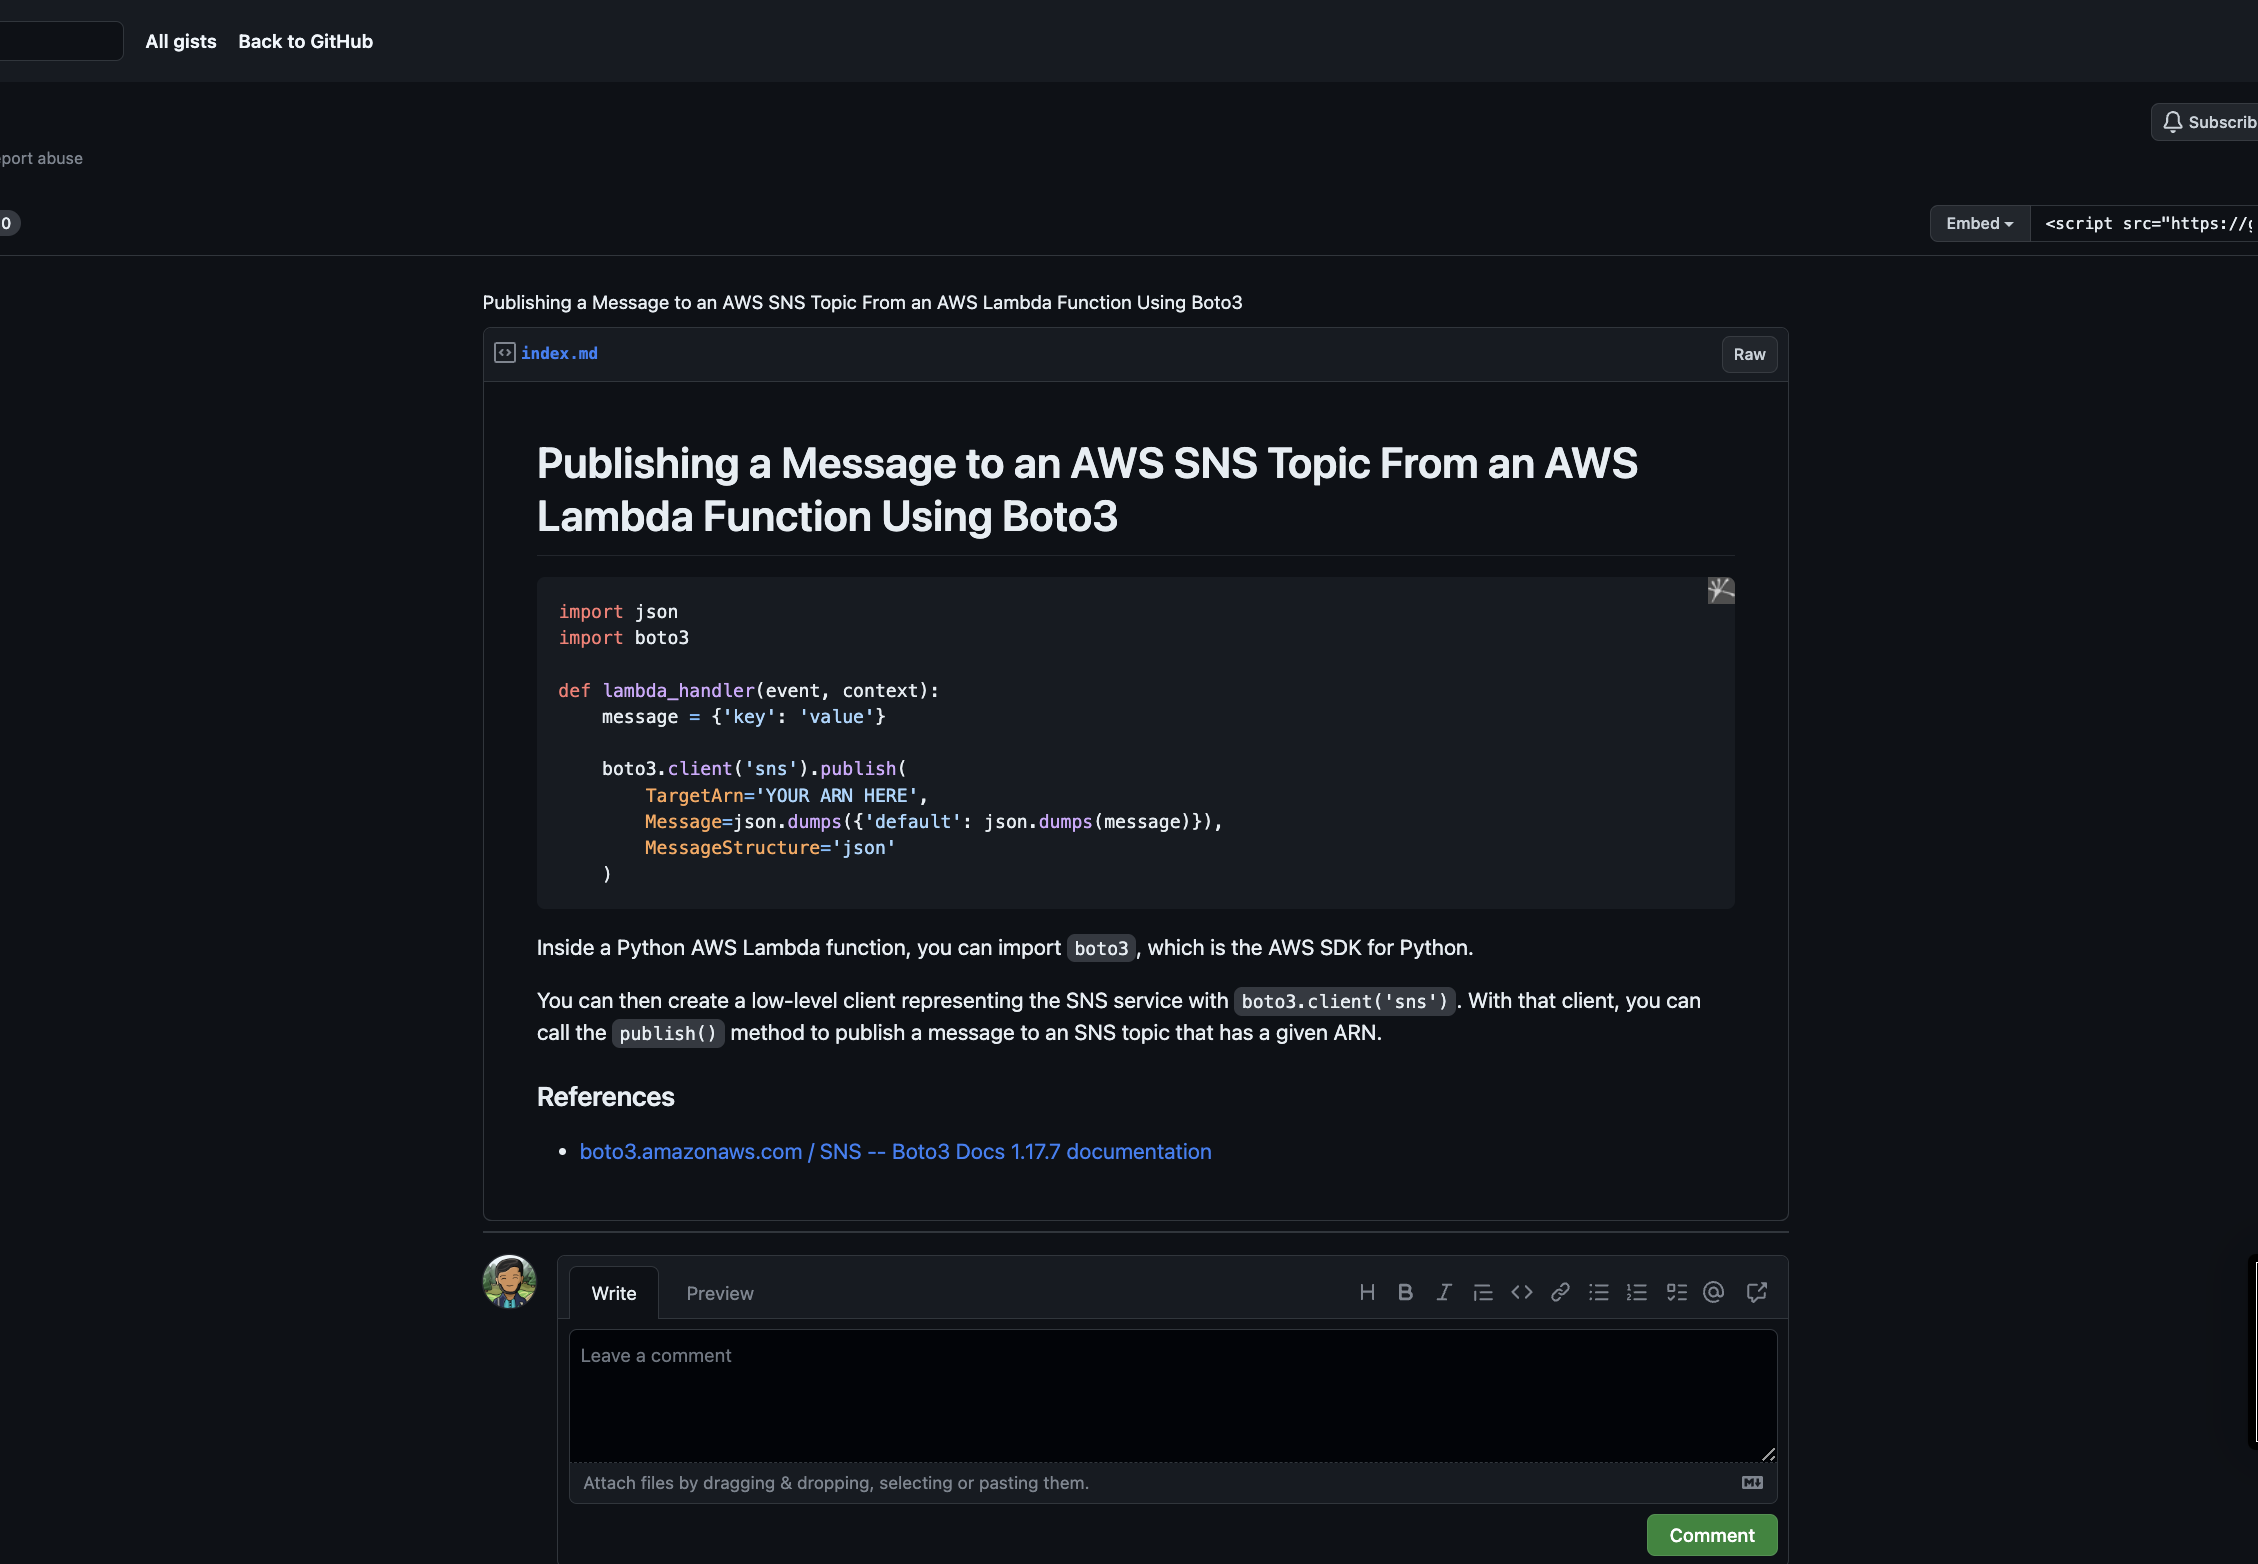 All gists Back to GitHub
Subscrib
port abuse
0
Embed <script src="https://g
Publishing a Message to an AWS SNS Topic From an AWS Lambda Function Using Boto3
index.md Raw
Publishing a Message to an AWS SNS Topic From an AWS
Lambda Function Using Boto3
import json
import boto3
def lambda_handler(event, context):
    message = {'key': 'value'}
    boto3.client('sns').publish(
        TargetArn='YOUR ARN HERE',
        Message=json.dumps({'default': json.dumps(message)}),
        MessageStructure='json'
    )
Inside a Python AWS Lambda function, you can import boto3, which is the AWS SDK for Python.
You can then create a low-level client representing the SNS service with boto3.client('sns'). With that client, you can
call the publish() method to publish a message to an SNS topic that has a given ARN.
References
• boto3.amazonaws.com / SNS -- Boto3 Docs 1.17.7 documentation
Write Preview
Leave a comment
Attach files by dragging & dropping, selecting or pasting them.
Comment